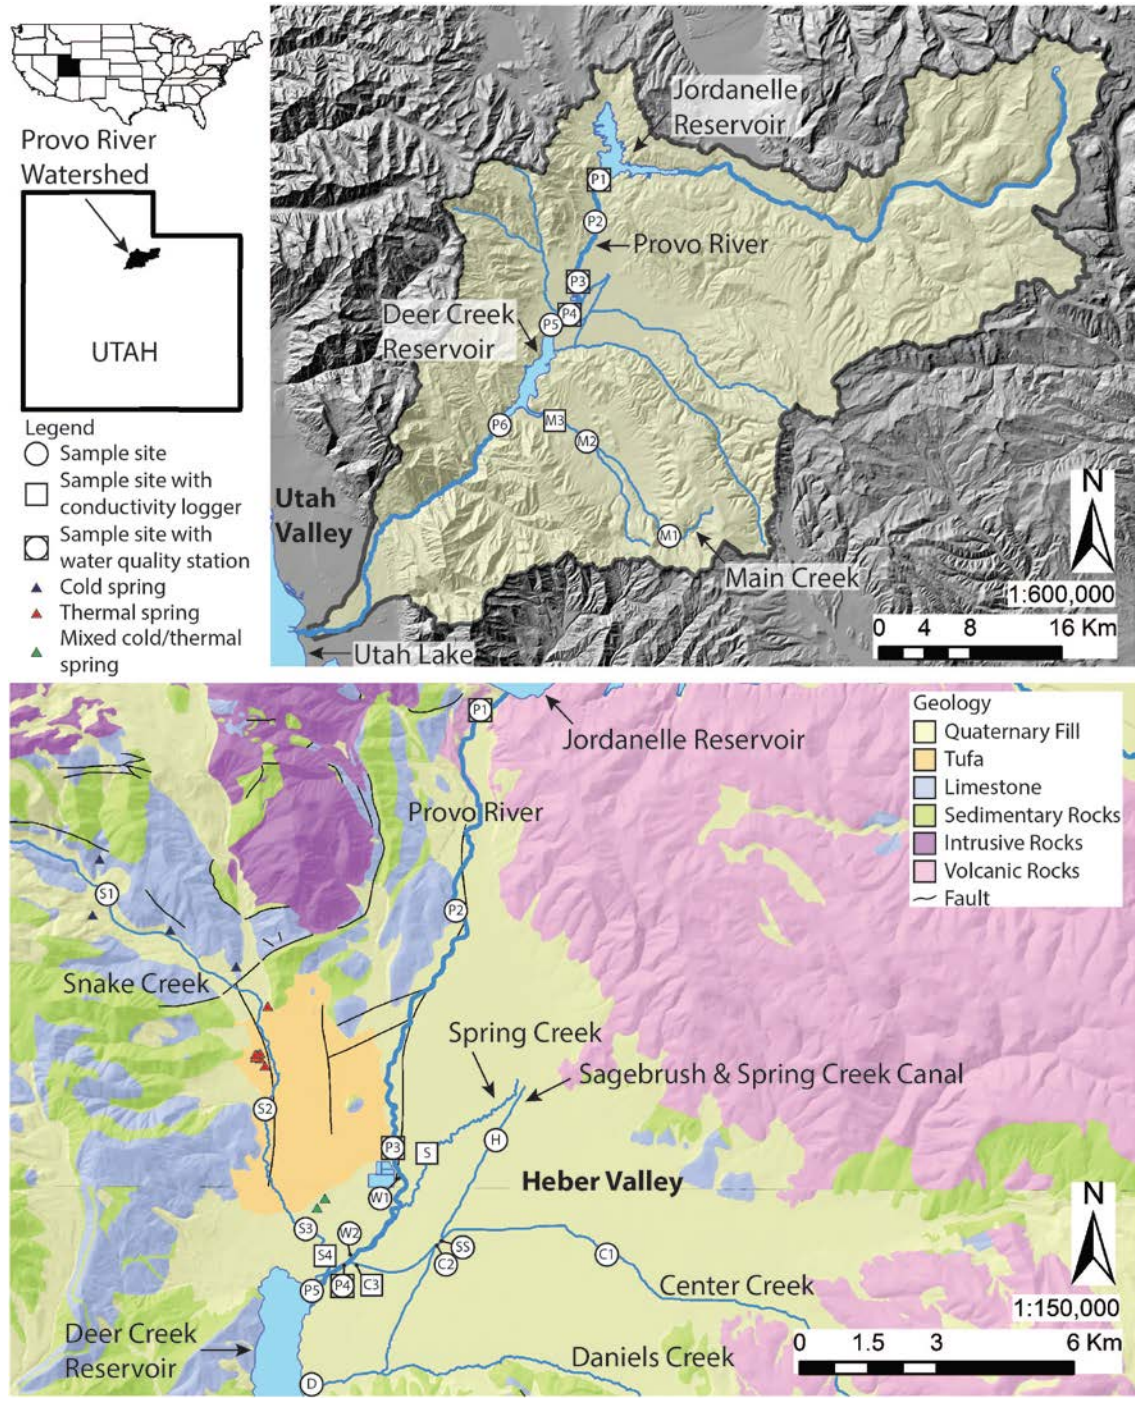 Provo River
Watershed
UTAH
Legend
Sample site
Sample site with
conductivity logger
Sample site with
water quality station
Cold spring
Thermal spring
Mixed cold/thermal
spring
Jordanelle
Reservoir
P1
P2
Provo River
P3
P4
P5
Deer Creek
Reservoir
P6
M3
M2
M1
Main Creek
Utah
Valley
Utah Lake
N
1:600,000
0 4 8 16 Km
P1
Jordanelle Reservoir
Provo River
Geology
Quaternary Fill
Tufa
Limestone
Sedimentary Rocks
Intrusive Rocks
Volcanic Rocks
Fault
S1
P2
Snake Creek
Spring Creek
Sagebrush & Spring Creek Canal
S2
H
P3
S
Heber Valley
W1
S3
W2
S4
SS
C2
C1
P5
P4
C3
Center Creek
Deer Creek
Reservoir
Daniels Creek
D
N
1:150,000
0 1.5 3 6 Km